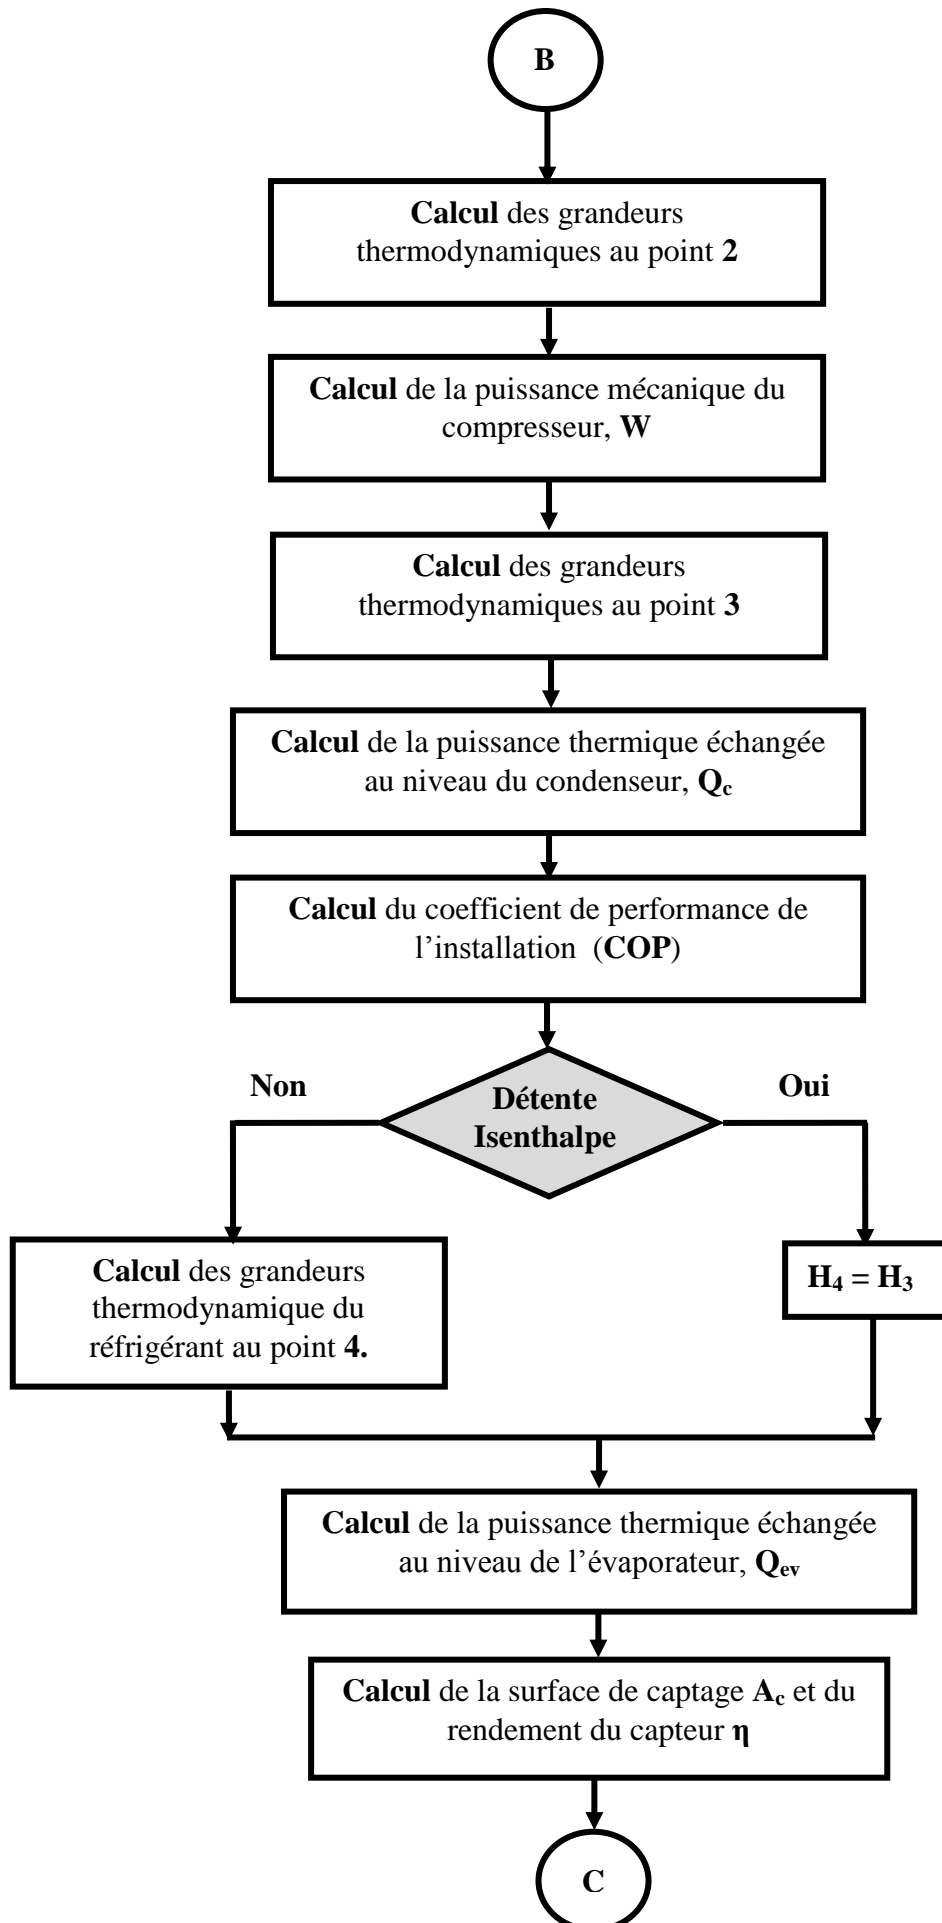 B
Calcul des grandeurs
thermodynamiques au point 2
Calcul de la puissance mécanique du
compresseur, W
Calcul des grandeurs
thermodynamiques au point 3
Calcul de la puissance thermique échangée
au niveau du condenseur, Qc
Calcul du coefficient de performance de
l’installation (COP)
Non
Oui
Détente
Isenthalpe
Calcul des grandeurs
thermodynamique du
réfrigérant au point 4.
H4 = H3
Calcul de la puissance thermique échangée
au niveau de l’évaporateur, Qev
Calcul de la surface de captage Ac et du
rendement du capteur η
C